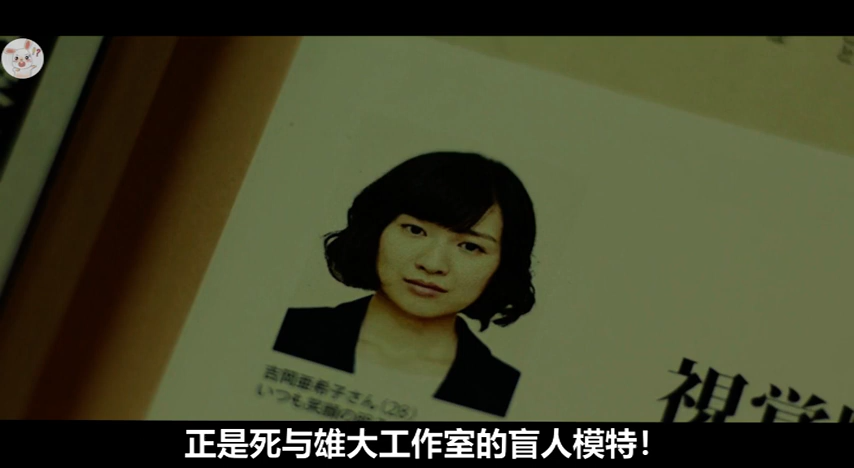 吉岡亜希子さん(28)
いつも笑顔の
視覚
正是死与雄大工作室的盲人模特！